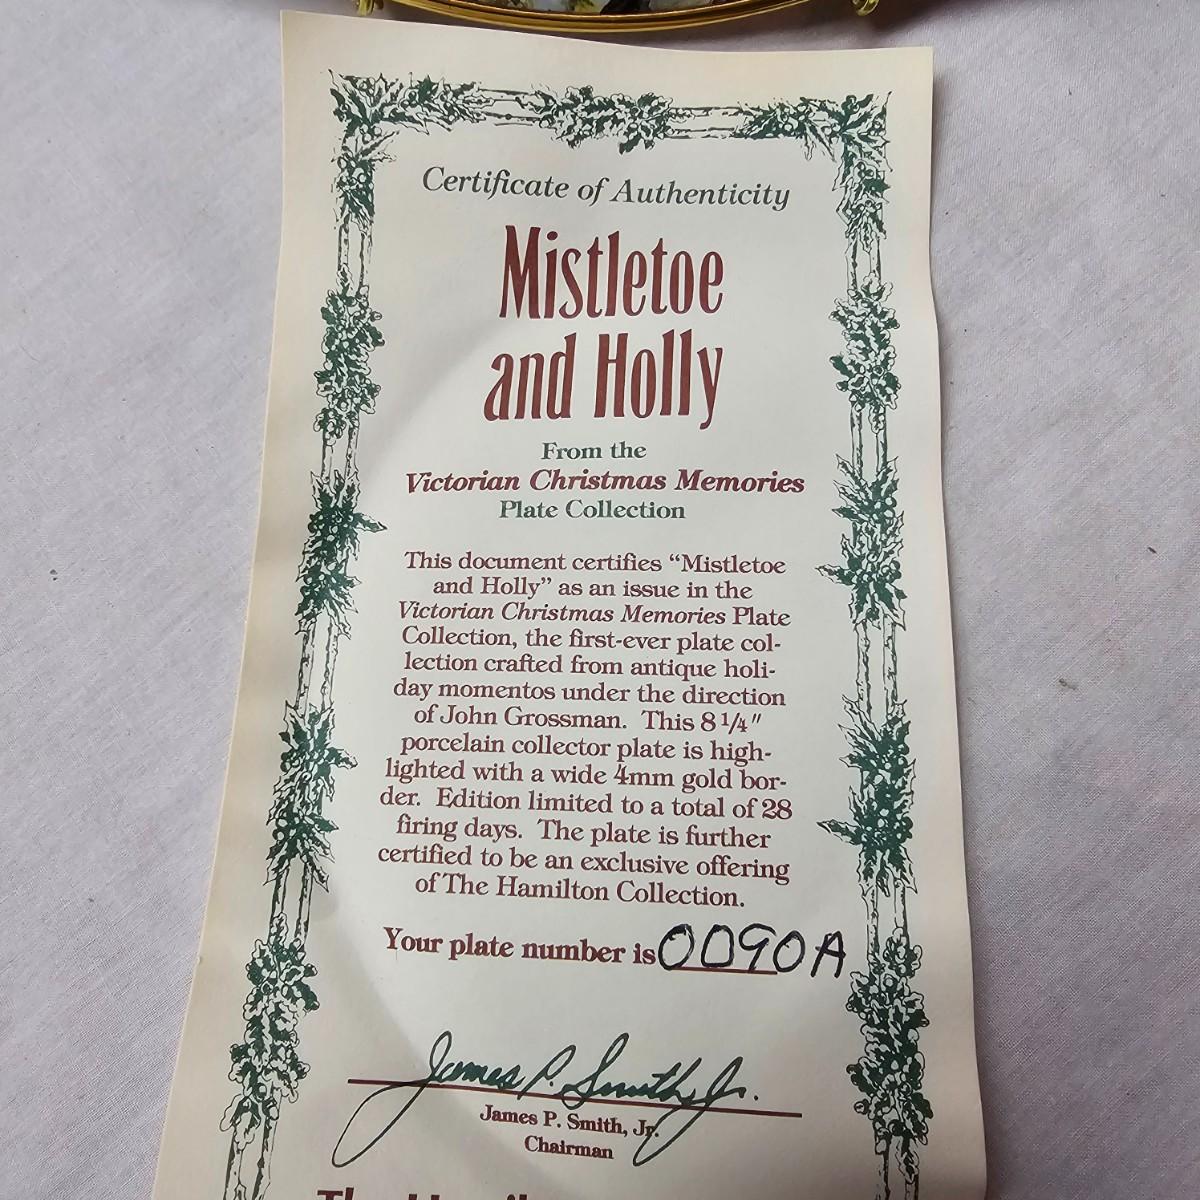 Certificate of Authenticity
Mistletoe
and Holly
From the
Victorian Christmas Memories
Plate Collection
This document certifies “Mistletoe
and Holly” as an issue in the
Victorian Christmas Memories Plate
Collection, the first-ever plate col-
lection crafted from antique holi-
day momentos under the direction
of John Grossman. This 8 1/4"
porcelain collector plate is high-
lighted with a wide 4mm gold bor-
der. Edition limited to a total of 28
firing days. The plate is further
certified to be an exclusive offering
of The Hamilton Collection.
Your plate number is 0090A
James P. Smith, Jr.
James P. Smith, Jr.
Chairman